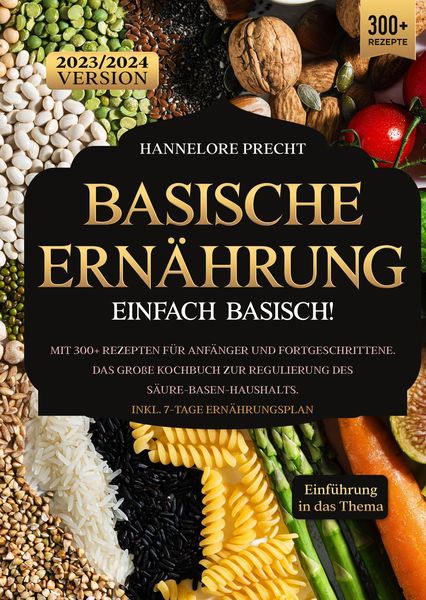 2023/2024
VERSION
300+
REZEPTE
HANNELORE PRECHT
BASISCHE
ERNÄHRUNG
EINFACH BASISCH!
MIT 300+ REZEPTEN FÜR ANFÄNGER UND FORTGESCHRITTENE.
DAS GROßE KOCHBUCH ZUR REGULIERUNG DES
SÄURE-BASEN-HAUSHALTS.
INKL. 7-TAGE ERNÄHRUNGSPLAN
Einführung
in das Thema